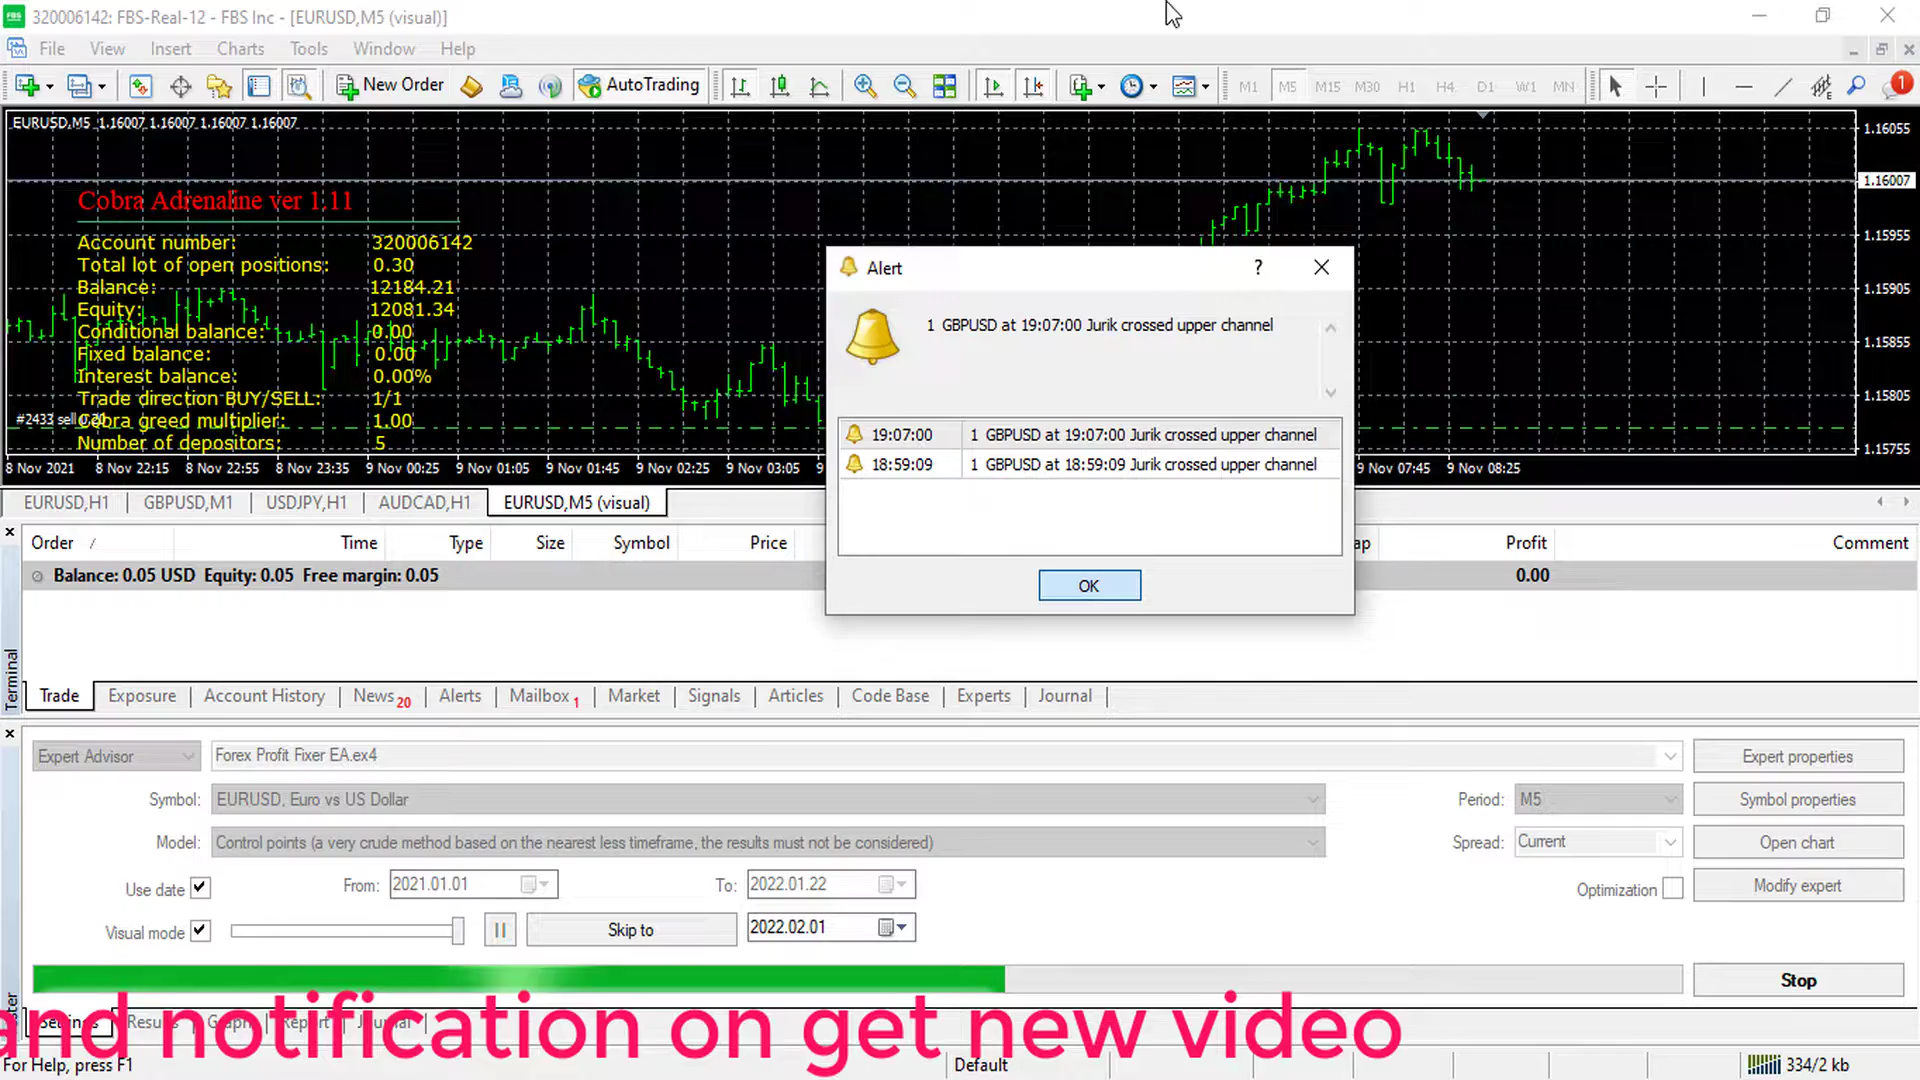 320006142: FBS-Real-12 - FBS Inc - [EURUSD,M5 (visual)]
File View Insert Charts Tools Window Help
New Order AutoTrading M1 M5 M15 M30 H1 H4 D1 W1 MN 1
EURUSD,M5 1.16007 1.16007 1.16007 1.16007
1.16055
1.16007
1.15955
1.15905
1.15855
1.15805
1.15755
Cobra Adrenaline ver 1.11
Account number: 320006142
Total lot of open positions: 0.30
Balance: 12184.21
Equity: 12081.34
Conditional balance: 0.00
Fixed balance: 0.00
Interest balance: 0.00%
Trade direction BUY/SELL: 1/1
#2433 sell 0.20
Cobra greed multiplier: 1.00
Number of depositors: 5
8 Nov 2021 8 Nov 22:15 8 Nov 22:55 8 Nov 23:35 9 Nov 00:25 9 Nov 01:05 9 Nov 01:45 9 Nov 02:25 9 Nov 03:05 9 9 Nov 07:45 9 Nov 08:25
Alert ?
1 GBPUSD at 19:07:00 Jurik crossed upper channel
19:07:00 1 GBPUSD at 19:07:00 Jurik crossed upper channel
18:59:09 1 GBPUSD at 18:59:09 Jurik crossed upper channel
OK
EURUSD,H1 GBPUSD,M1 USDJPY,H1 AUDCAD,H1 EURUSD,M5 (visual)
Order / Time Type Size Symbol Price ap Profit Comment
Balance: 0.05 USD Equity: 0.05 Free margin: 0.05 0.00
Terminal
Trade Exposure Account History News 20 Alerts Mailbox 1 Market Signals Articles Code Base Experts Journal
Expert Advisor Forex Profit Fixer EA.ex4 Expert properties
Symbol: EURUSD, Euro vs US Dollar Period: M5 Symbol properties
Model: Control points (a very crude method based on the nearest less timeframe, the results must not be considered) Spread: Current Open chart
Use date From: 2021.01.01 To: 2022.01.22 Optimization Modify expert
Visual mode Skip to 2022.02.01
Stop
Settings Results Graph Report Journal
and notification on get new video
For Help, press F1 Default 334/2 kb